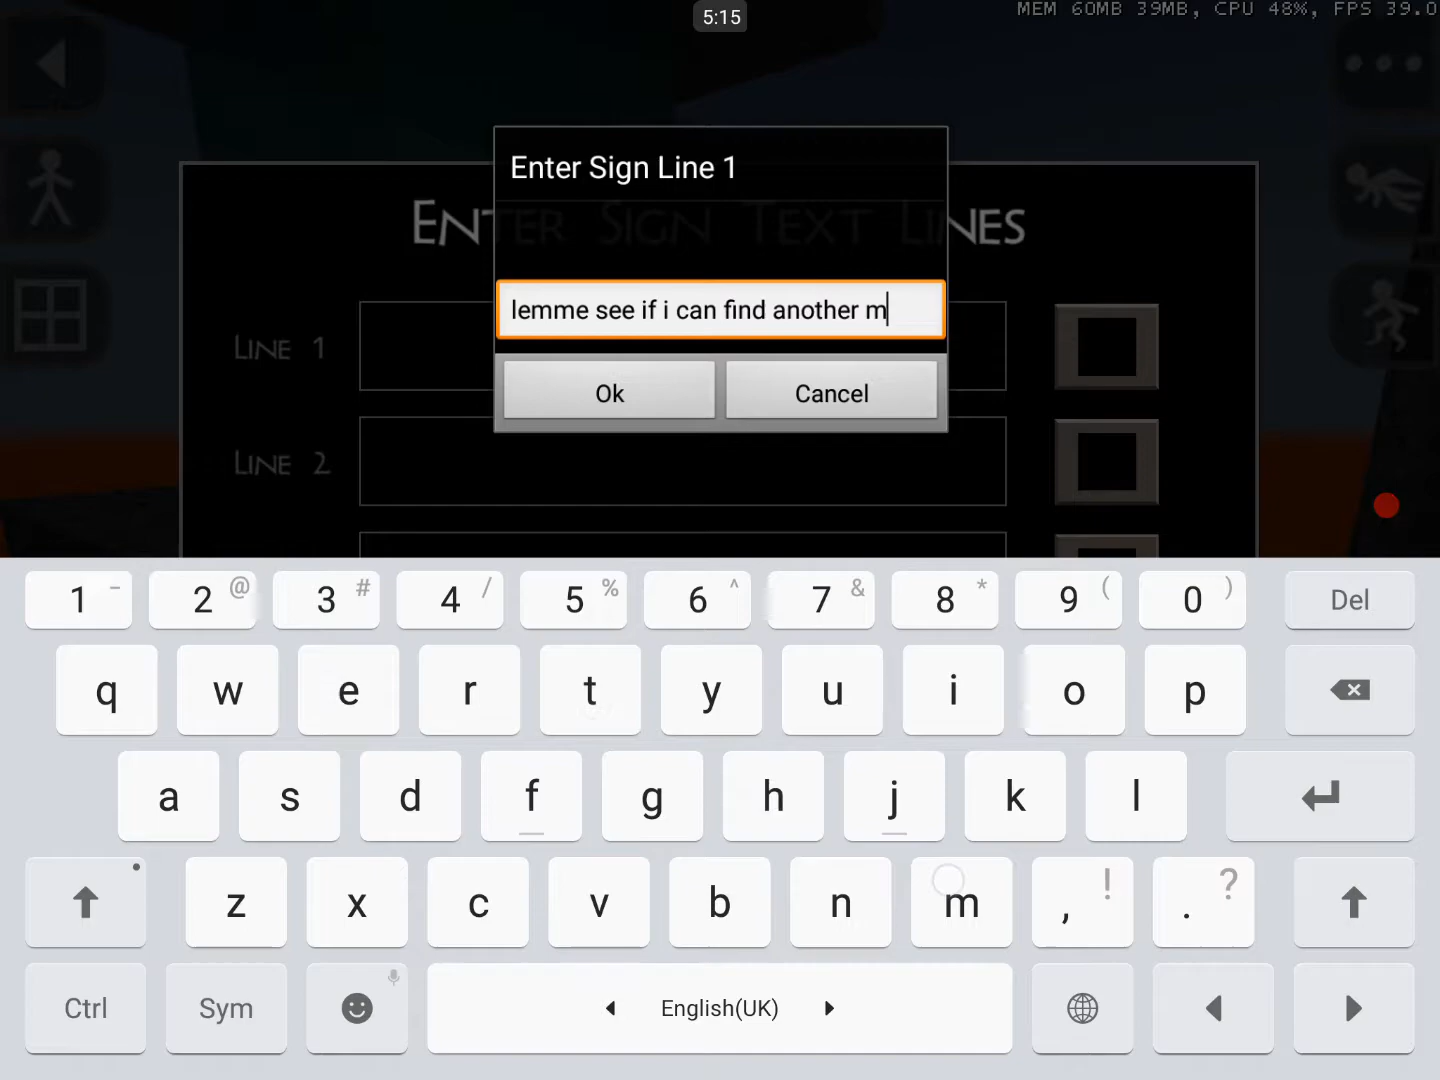 5:15
MEM 60MB 39MB, CPU 48%, FPS 39.0
Enter Sign Line 1
Enter Sign Text Lines
lemme see if i can find another m
Line 1
Ok Cancel
Line 2
1 - 2 @ 3 # 4 / 5 % 6 ^ 7 & 8 * 9 ( 0 ) Del
q w e r t y u i o p
a s d f g h j k l
z x c v b n m , ! . ?
Ctrl Sym English(UK)